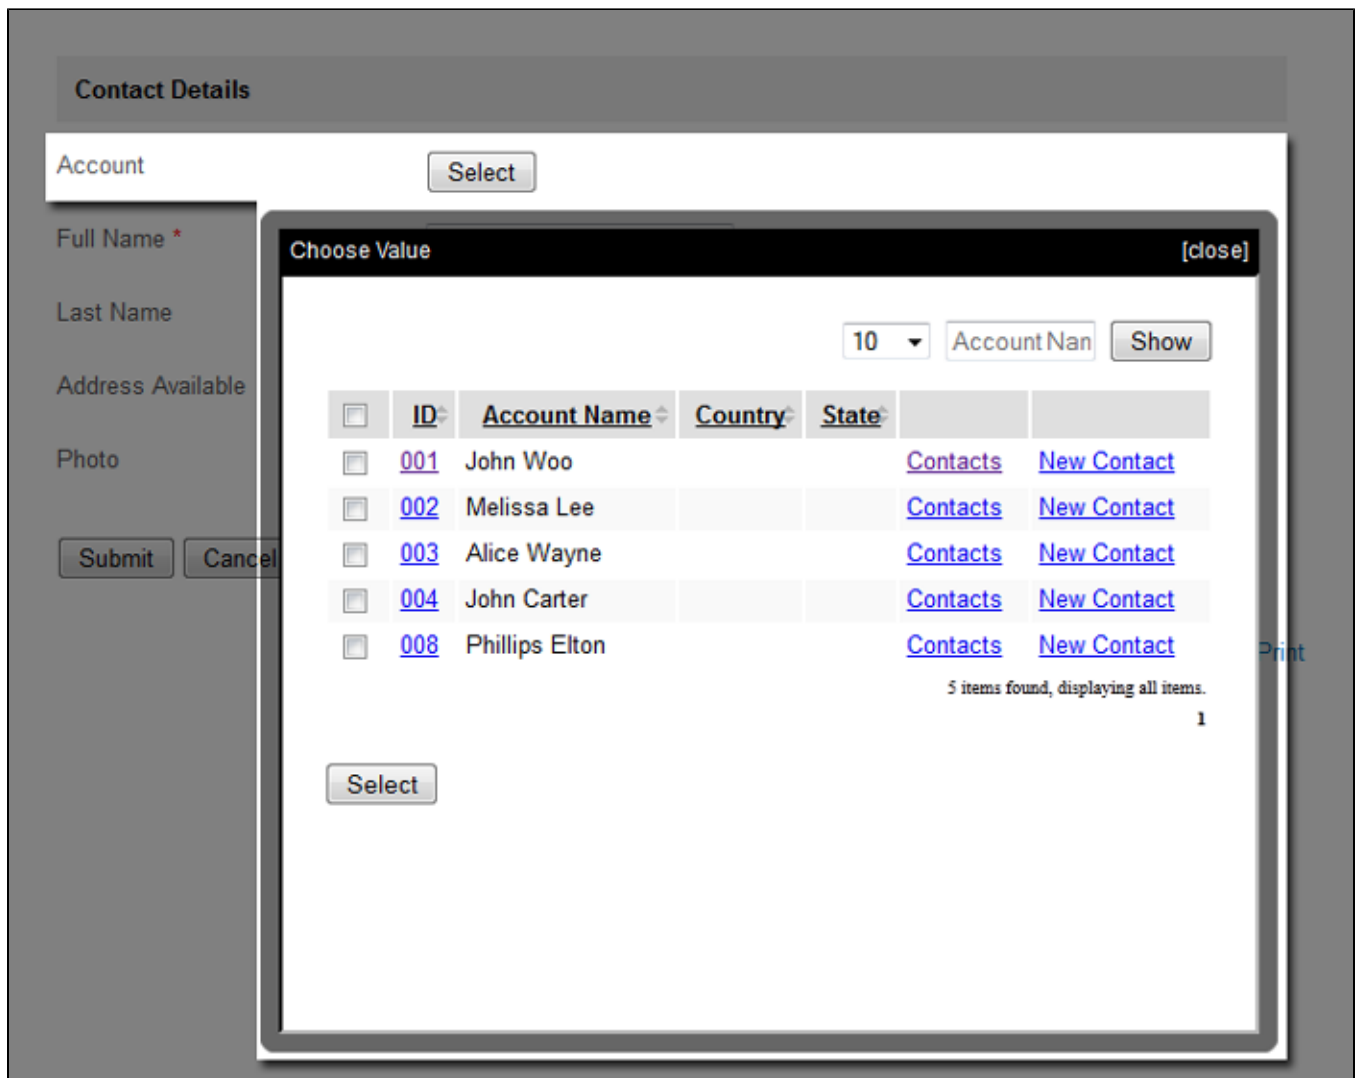 Contact Details
Account
Select
Full Name *
Choose Value
[close]
Last Name
10
Account Nan
Show
Address Available
ID
Account Name
Country
State
Photo
001 John Woo Contacts New Contact
002 Melissa Lee Contacts New Contact
Submit
Cancel
003 Alice Wayne Contacts New Contact
004 John Carter Contacts New Contact
008 Phillips Elton Contacts New Contact
Print
5 items found, displaying all items.
1
Select